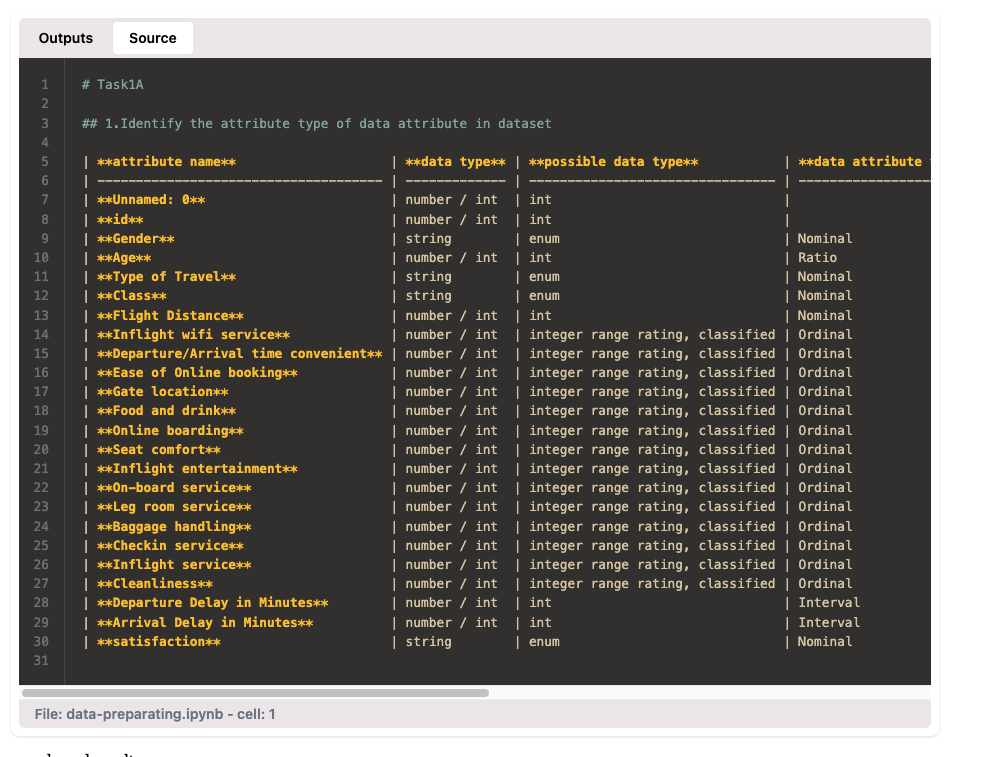 Outputs Source
1 # Task1A
2
3 ## 1.Identify the attribute type of data attribute in dataset
4
5 | **attribute name** | **data type** | **possible data type** | **data attribute
6 | ------------------------------------- | ------------- | -------------------------------- | -----------------
7 | **Unnamed: 0** | number / int | int |
8 | **id** | number / int | int |
9 | **Gender** | string | enum | Nominal
10 | **Age** | number / int | int | Ratio
11 | **Type of Travel** | string | enum | Nominal
12 | **Class** | string | enum | Nominal
13 | **Flight Distance** | number / int | int | Nominal
14 | **Inflight wifi service** | number / int | integer range rating, classified | Ordinal
15 | **Departure/Arrival time convenient** | number / int | integer range rating, classified | Ordinal
16 | **Ease of Online booking** | number / int | integer range rating, classified | Ordinal
17 | **Gate location** | number / int | integer range rating, classified | Ordinal
18 | **Food and drink** | number / int | integer range rating, classified | Ordinal
19 | **Online boarding** | number / int | integer range rating, classified | Ordinal
20 | **Seat comfort** | number / int | integer range rating, classified | Ordinal
21 | **Inflight entertainment** | number / int | integer range rating, classified | Ordinal
22 | **On-board service** | number / int | integer range rating, classified | Ordinal
23 | **Leg room service** | number / int | integer range rating, classified | Ordinal
24 | **Baggage handling** | number / int | integer range rating, classified | Ordinal
25 | **Checkin service** | number / int | integer range rating, classified | Ordinal
26 | **Inflight service** | number / int | integer range rating, classified | Ordinal
27 | **Cleanliness** | number / int | integer range rating, classified | Ordinal
28 | **Departure Delay in Minutes** | number / int | int | Interval
29 | **Arrival Delay in Minutes** | number / int | int | Interval
30 | **satisfaction** | string | enum | Nominal
31
File: data-preparating.ipynb - cell: 1